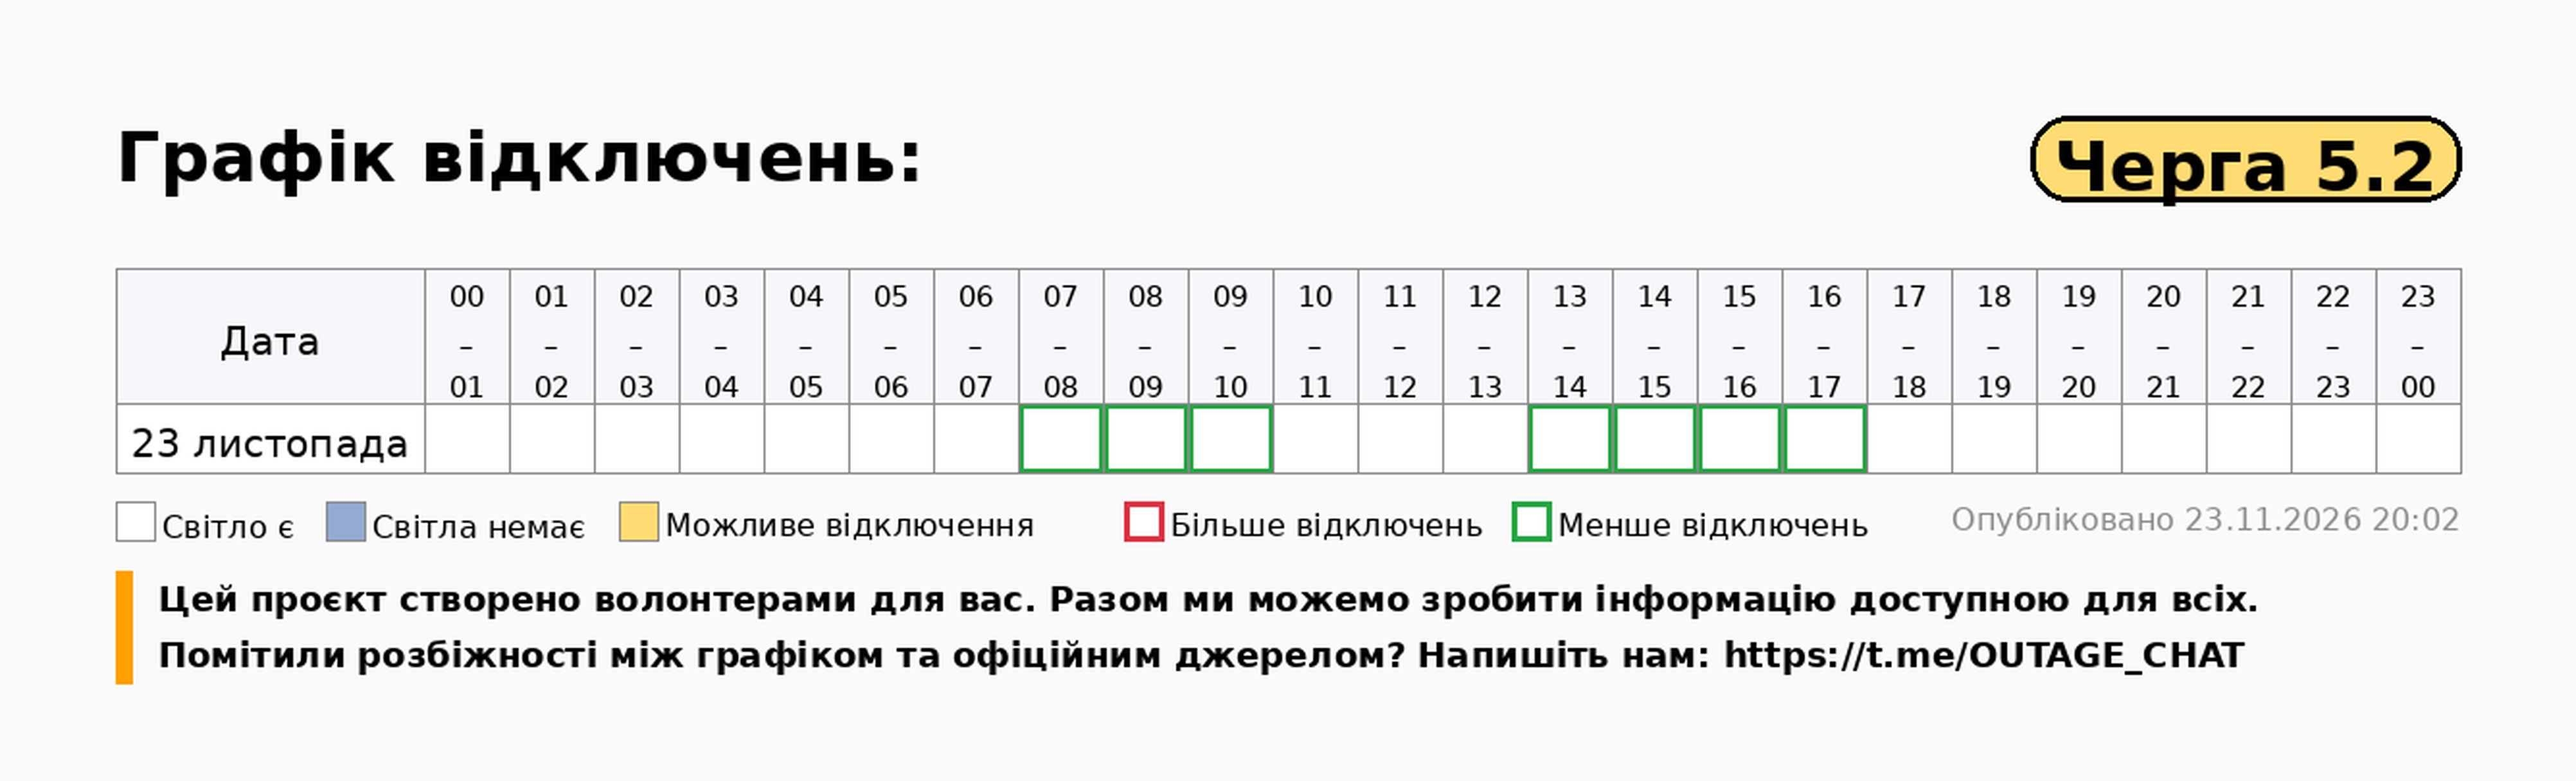 Графік відключень:
Черга 5.2
Дата 00 – 01 01 – 02 02 – 03 03 – 04 04 – 05 05 – 06 06 – 07 07 – 08 08 – 09 09 – 10 10 – 11 11 – 12 12 – 13 13 – 14 14 – 15 15 – 16 16 – 17 17 – 18 18 – 19 19 – 20 20 – 21 21 – 22 22 – 23 23 – 00
23 листопада
Світло є Світла немає Можливе відключення Більше відключень Менше відключень Опубліковано 23.11.2026 20:02
Цей проєкт створено волонтерами для вас. Разом ми можемо зробити інформацію доступною для всіх.
Помітили розбіжності між графіком та офіційним джерелом? Напишіть нам: https://t.me/OUTAGE_CHAT